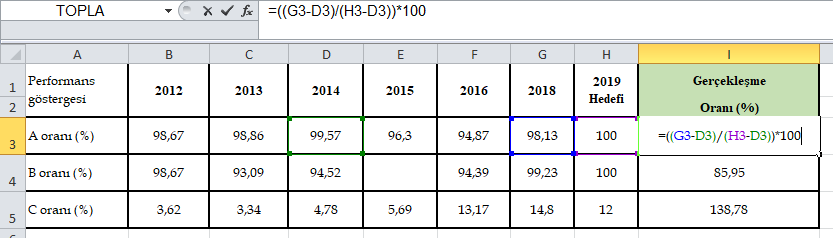 TOPLA =((G3-D3)/(H3-D3))*100
A B C D E F G H I
1 Performans göstergesi 2012 2013 2014 2015 2016 2018 2019 Hedefi Gerçekleşme
2 Oranı (%)
3 A oranı (%) 98,67 98,86 99,57 96,3 94,87 98,13 100 =((G3-D3)/(H3-D3))*100
4 B oranı (%) 98,67 93,09 94,52 94,39 99,23 100 85,95
5 C oranı (%) 3,62 3,34 4,78 5,69 13,17 14,8 12 138,78